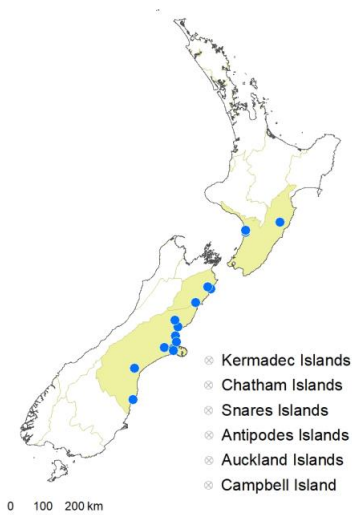 Kermadec Islands
Chatham Islands
Snares Islands
Antipodes Islands
Auckland Islands
Campbell Island
0 100 200 km